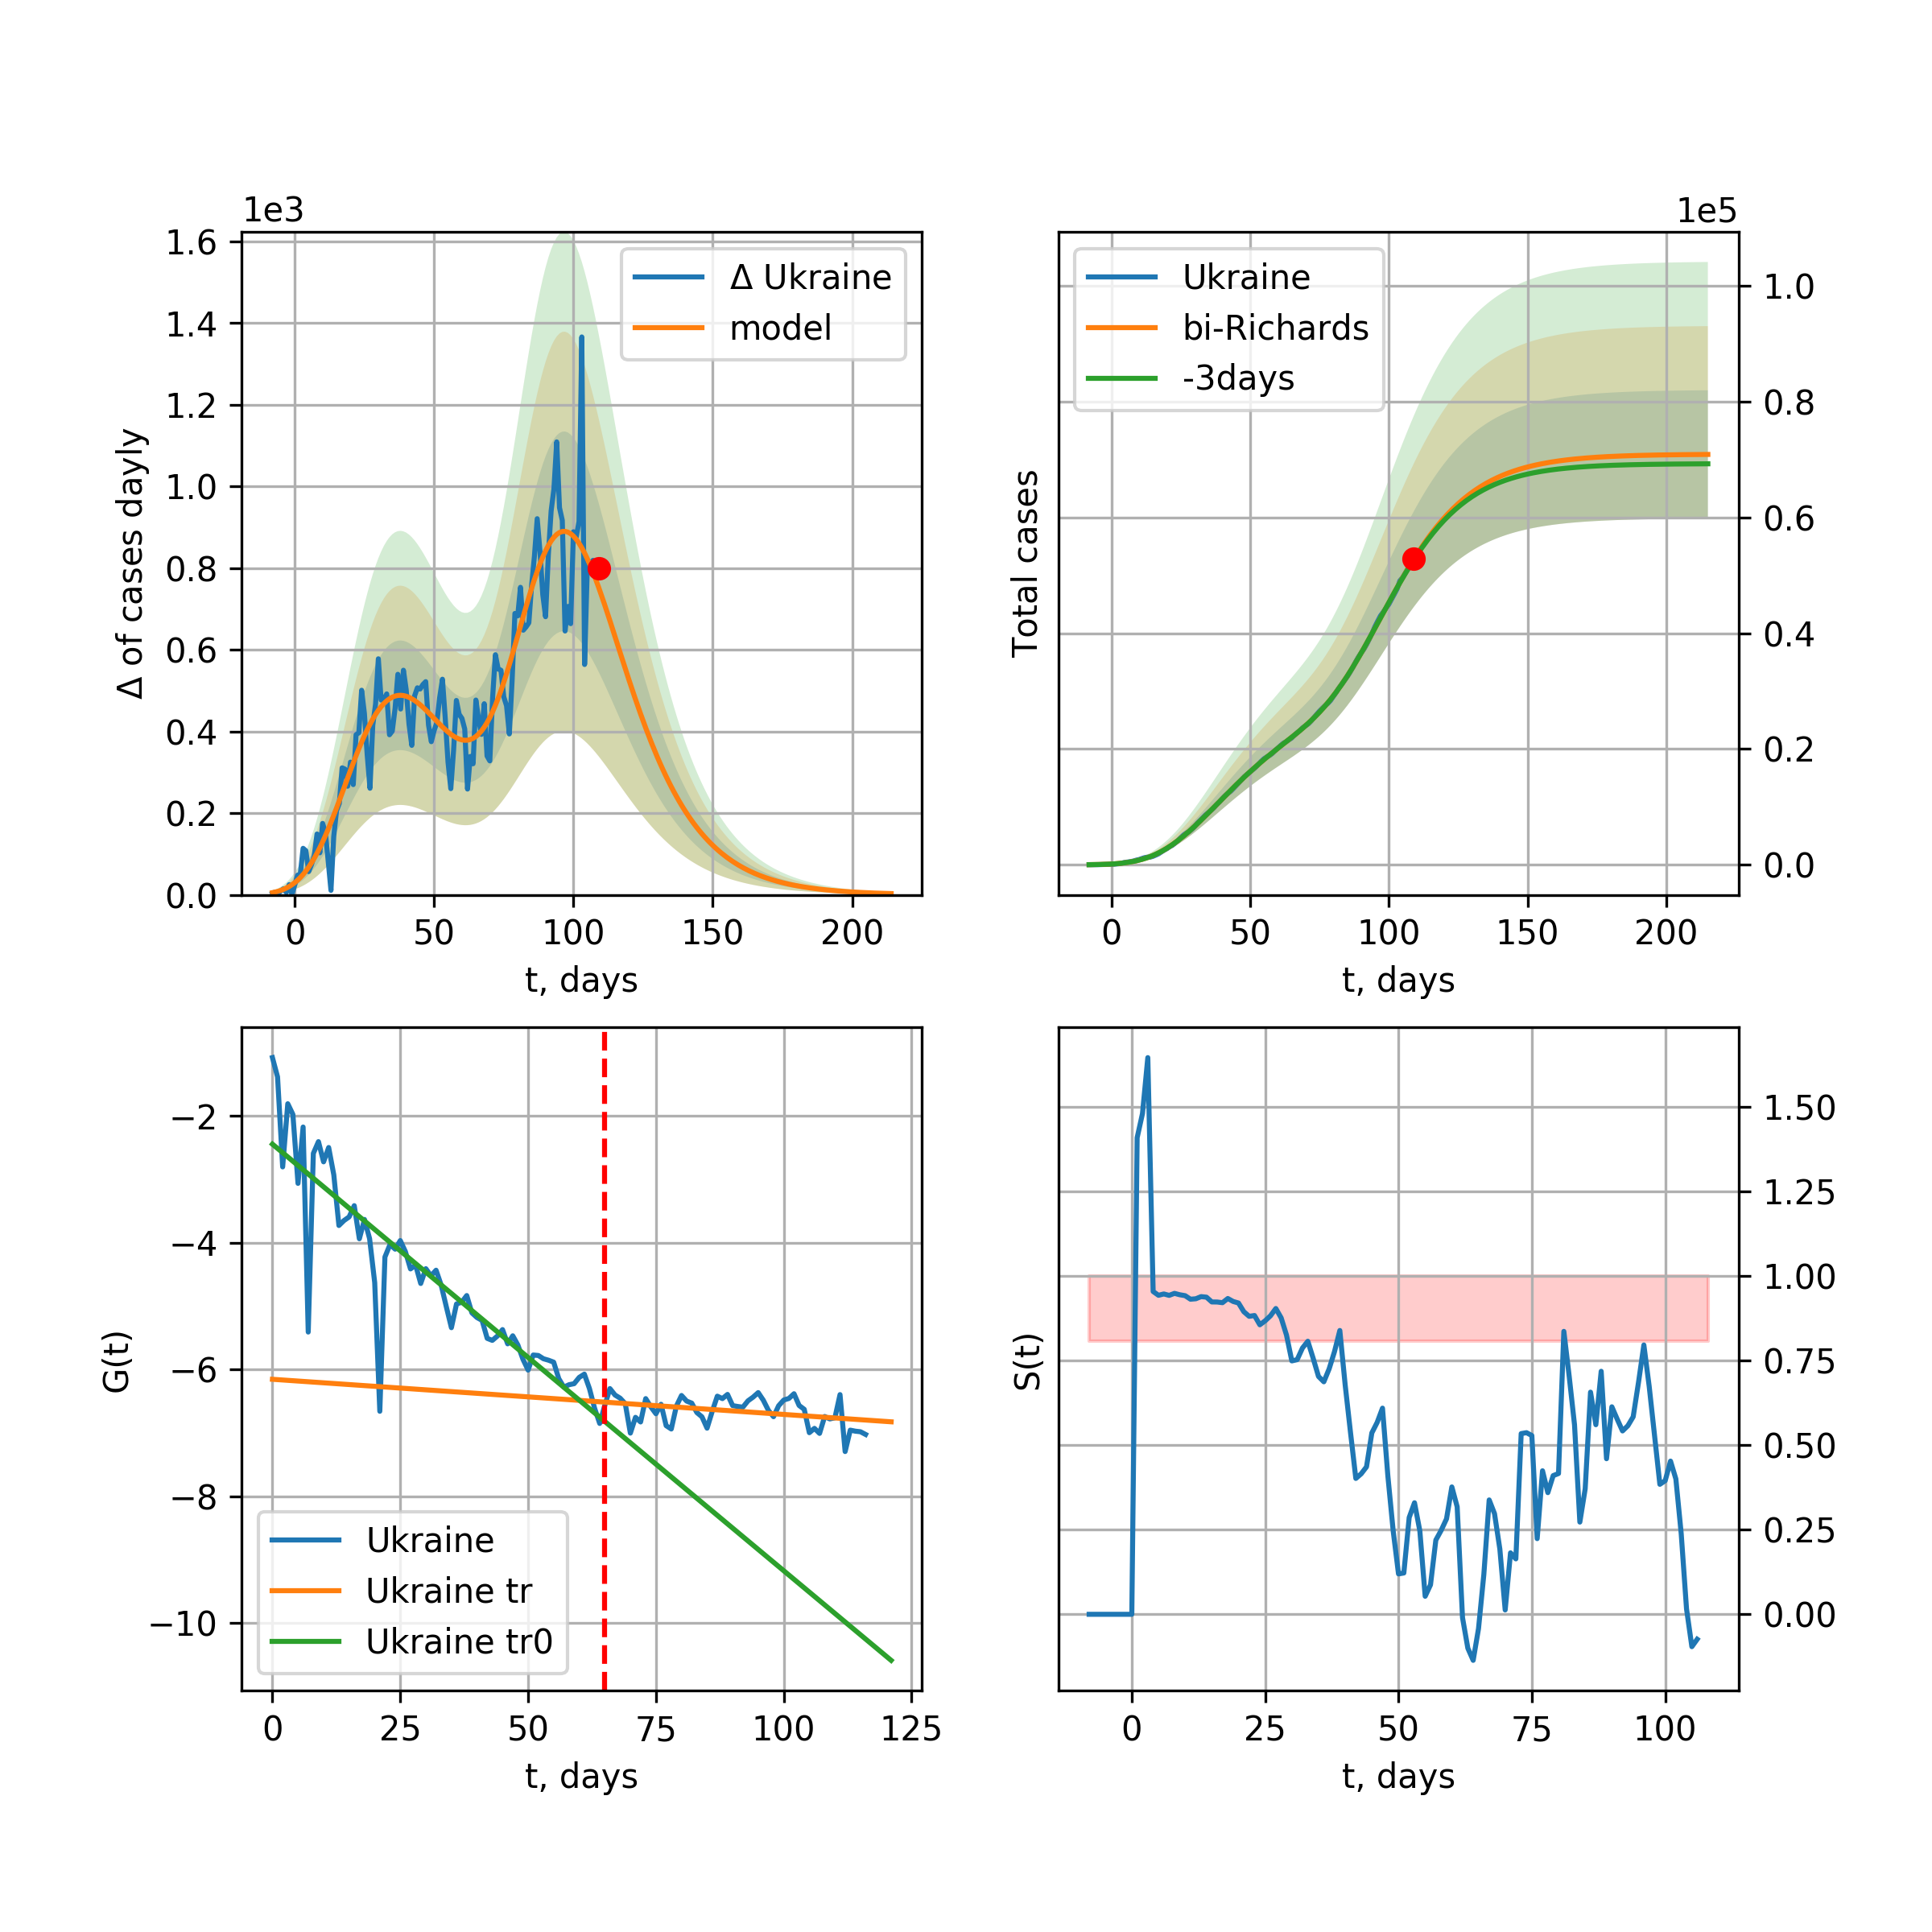 1e3
1.6
1.4
1.2
1.0
0.8
0.6
0.4
0.2
0.0
Δ of cases dayly
Δ Ukraine
model
0
50
100
150
200
t, days
1e5
Total cases
Ukraine
bi-Richards
-3days
1.0
0.8
0.6
0.4
0.2
0.0
0
50
100
150
200
t, days
G(t)
−2
−4
−6
−8
−10
Ukraine
Ukraine tr
Ukraine tr0
0
25
50
75
100
125
t, days
S(t)
1.50
1.25
1.00
0.75
0.50
0.25
0.00
0
25
50
75
100
t, days